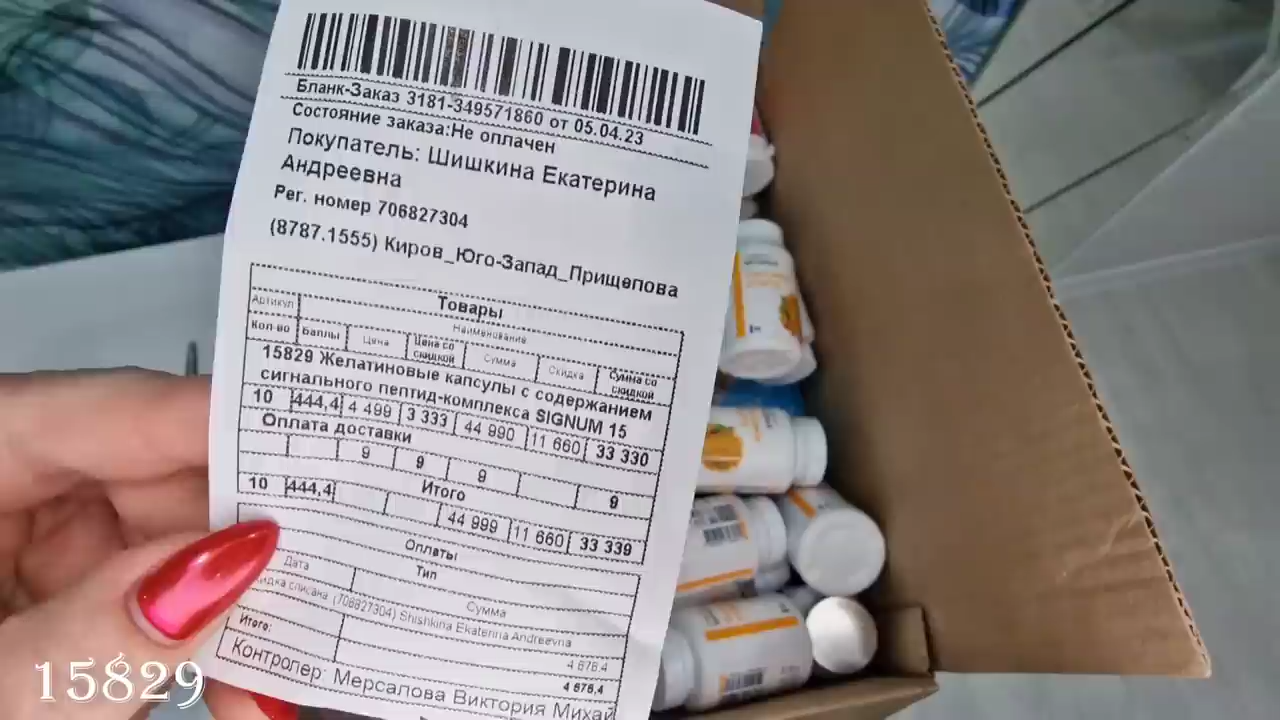 Бланк-Заказ 3181-349571860 от 05.04.23
Состояние заказа:Не оплачен
Покупатель: Шишкина Екатерина
Андреевна
Рег. номер 706827304
(8787.1555) Киров_Юго-Запад_Прищепова
Товары
Артикул Наименование
Кол-во Баллы Цена Цена со скидкой Сумма Скидка Сумма со скидкой
15829 Желатиновые капсулы с содержанием
сигнального пептид-комплекса SIGNUM 15
10 444,4 4 499 3 333 44 990 11 660 33 330
Оплата доставки
9 9 9 9
Итого
10 444,4 44 999 11 660 33 339
Оплаты
Дата Тип Сумма
кидка списана (706827304) Shishkina Ekaterina Andreevna
4 676,4
Итого: 4 676,4
Контролер: Мерсалова Виктория Михай
15829